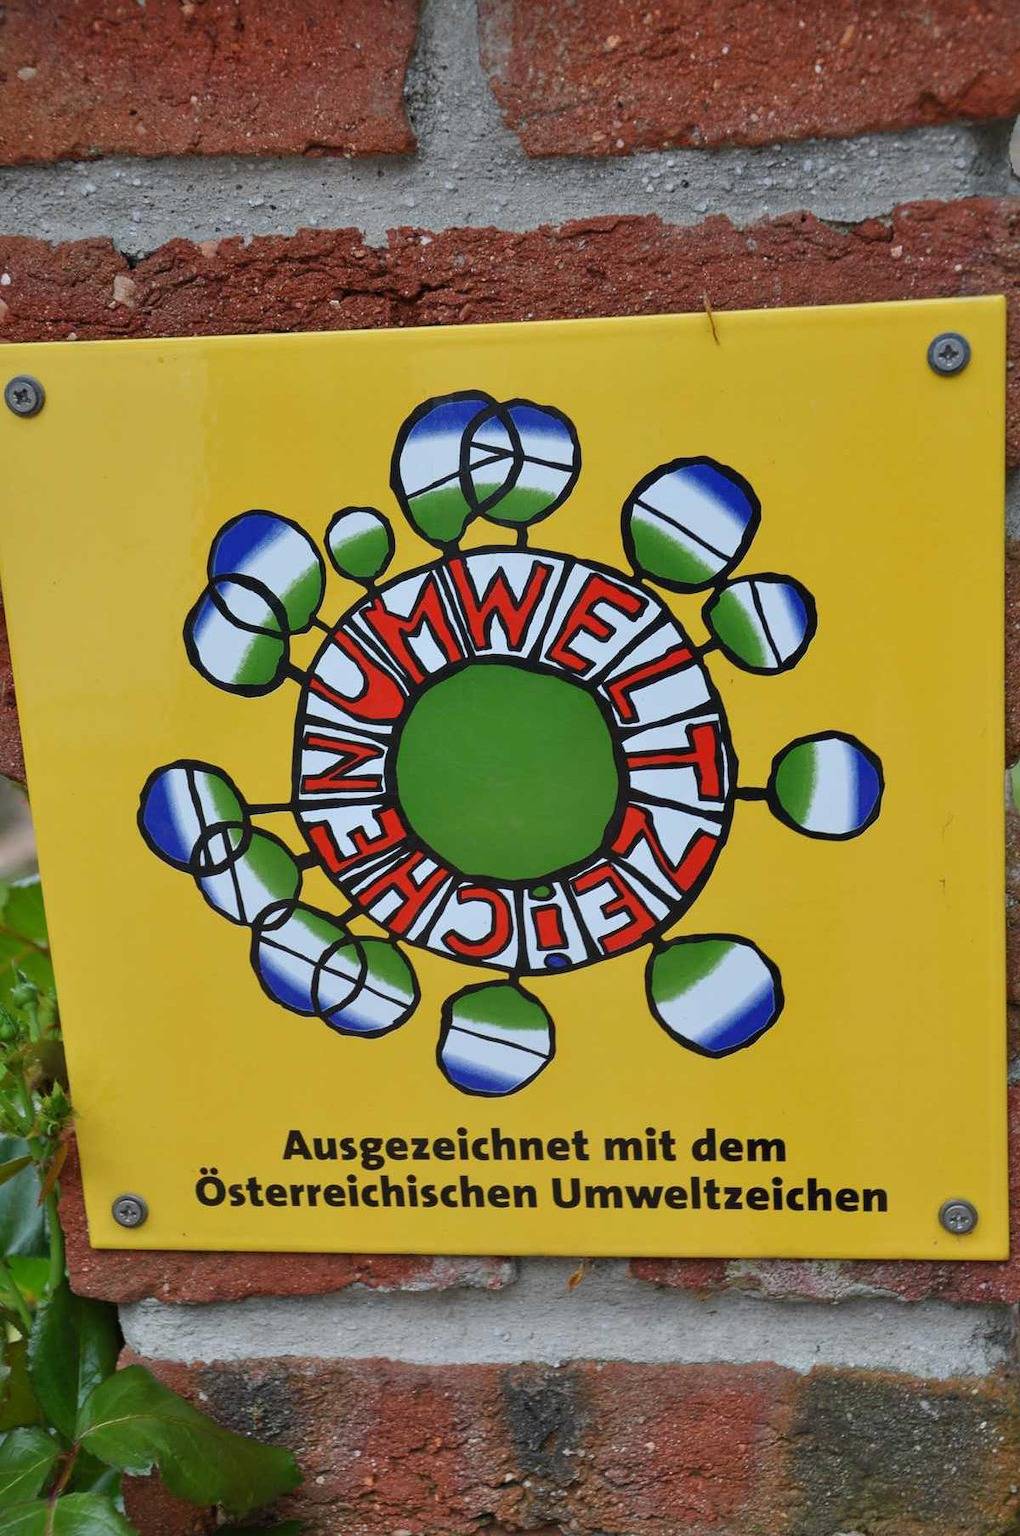 UMWELTZEiCHEN
Ausgezeichnet mit dem
Österreichischen Umweltzeichen